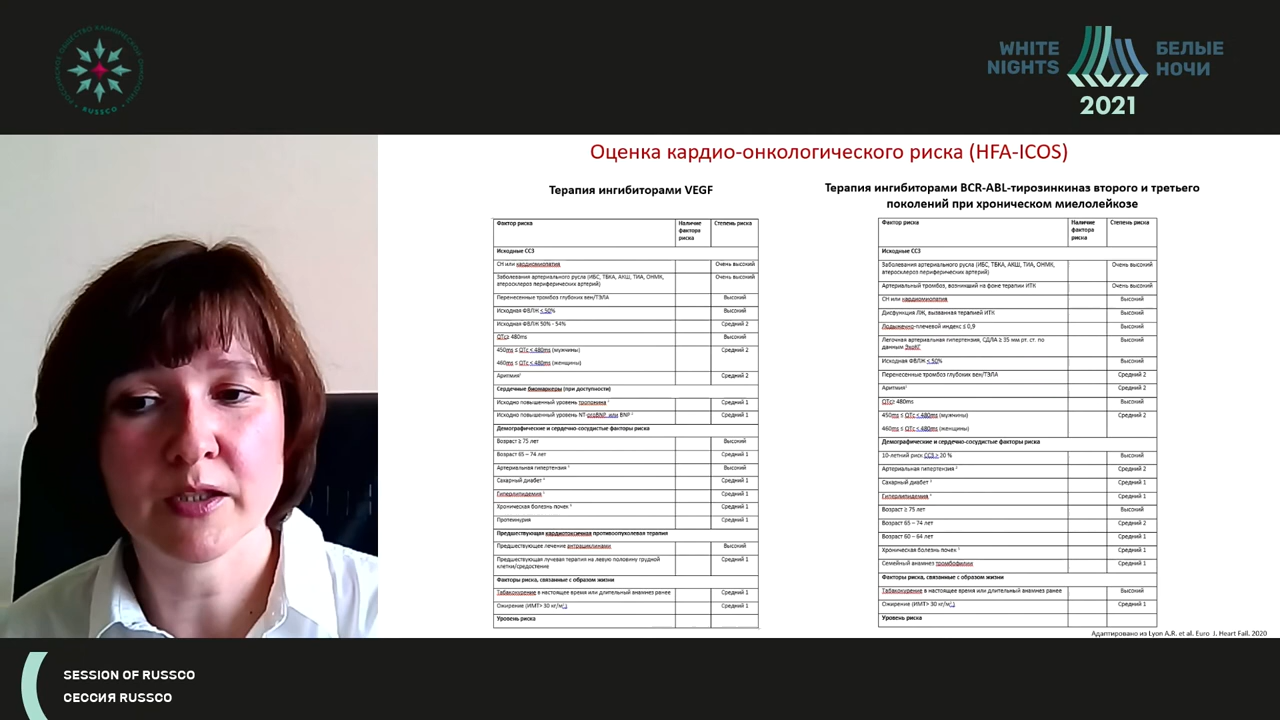 РОССИЙСКОЕ ОБЩЕСТВО КЛИНИЧЕСКОЙ ОНКОЛОГИИ
RUSSCO
WHITE NIGHTS
БЕЛЫЕ НОЧИ
2021
Оценка кардио-онкологического риска (HFA-ICOS)
Терапия ингибиторами VEGF
Фактор риска Наличие фактора риска Степень риска
Исходные ССЗ
СН или кардиомиопатия Очень высокий
Заболевания артериального русла (ИБС, ТБКА, АКШ, ТИА, ОНМК, атеросклероз периферических артерий) Очень высокий
Перенесенные тромбоз глубоких вен/ТЭЛА Высокий
Исходная ФВЛЖ < 50% Высокий
Исходная ФВЛЖ 50% - 54% Средний 2
QTc≥ 480ms Высокий
450ms ≤ QTc < 480ms (мужчины) Средний 2
460ms ≤ QTc < 480ms (женщины)
Аритмия Средний 2
Сердечные биомаркеры (при доступности)
Исходно повышенный уровень тропонина Средний 1
Исходно повышенный уровень NT-proBNP или BNP Средний 1
Демографические и сердечно-сосудистые факторы риска
Возраст ≥ 75 лет Высокий
Возраст 65 – 74 лет Средний 1
Артериальная гипертензия Высокий
Сахарный диабет Средний 1
Гиперлипидемия Средний 1
Хроническая болезнь почек Средний 1
Протеинурия Средний 1
Предшествующая кардиотоксичная противоопухолевая терапия
Предшествующее лечение антрациклинами Высокий
Предшествующая лучевая терапия на левую половину грудной клетки/средостение Средний 1
Факторы риска, связанные с образом жизни
Табакокурение в настоящее время или длительный анамнез ранее Средний 1
Ожирение (ИМТ> 30 кг/м²) Средний 1
Уровень риска
Терапия ингибиторами BCR-ABL-тирозинкиназ второго и третьего
поколений при хроническом миелолейкозе
Фактор риска Наличие фактора риска Степень риска
Исходные ССЗ
Заболевания артериального русла (ИБС, ТБКА, АКШ, ТИА, ОНМК, атеросклероз периферических артерий) Очень высокий
Артериальный тромбоз, возникший на фоне терапии ИТК Очень высокий
СН или кардиомиопатия Высокий
Дисфункция ЛЖ, вызванная терапией ИТК Высокий
Лодыжечно-плечевой индекс ≤ 0,9 Высокий
Легочная артериальная гипертензия, СДЛА ≥ 35 мм рт. ст. по данным ЭхоКГ Высокий
Исходная ФВЛЖ < 50% Высокий
Перенесенные тромбоз глубоких вен/ТЭЛА Средний 2
Аритмия Средний 2
QTc≥ 480ms Высокий
450ms ≤ QTc < 480ms (мужчины) Средний 2
460ms ≤ QTc < 480ms (женщины)
Демографические и сердечно-сосудистые факторы риска
10-летний риск ССЗ > 20 % Высокий
Артериальная гипертензия Средний 2
Сахарный диабет Средний 1
Гиперлипидемия Средний 1
Возраст ≥ 75 лет Высокий
Возраст 65 – 74 лет Средний 2
Возраст 60 – 64 лет Средний 1
Хроническая болезнь почек Средний 1
Семейный анамнез тромбофилии Средний 1
Факторы риска, связанные с образом жизни
Табакокурение в настоящее время или длительный анамнез ранее Высокий
Ожирение (ИМТ> 30 кг/м²) Средний 1
Уровень риска
Адаптировано из Lyon A.R. et al. Euro J. Heart Fail. 2020
SESSION OF RUSSCO
СЕССИЯ RUSSCO